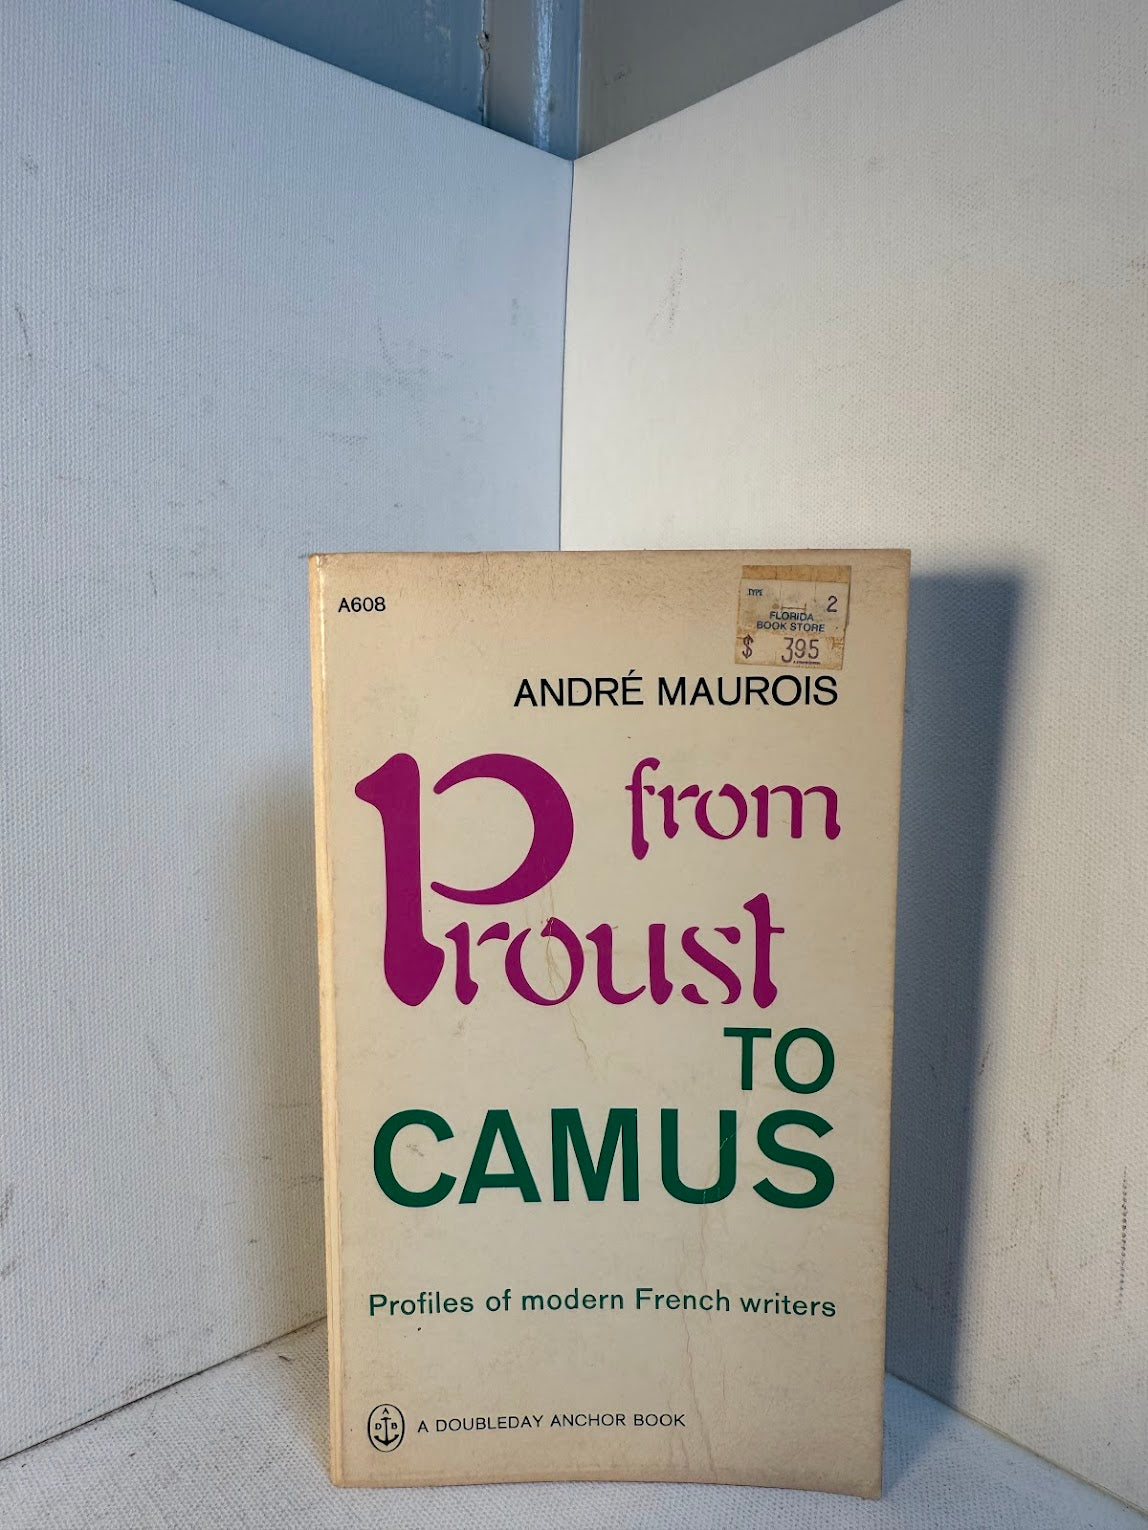 A608
TYPE 2
FLORIDA
BOOK STORE
$ 395
ANDRÉ MAUROIS
from
Proust
TO
CAMUS
Profiles of modern French writers
A
D B
A DOUBLEDAY ANCHOR BOOK